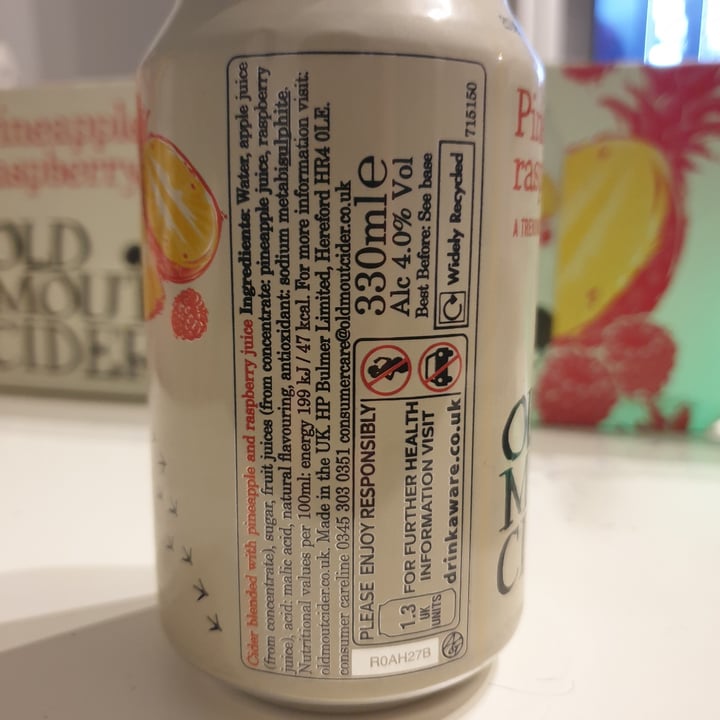 Cider blended with pineapple and raspberry juice Ingredients: Water, apple juice
(from concentrate), sugar, fruit juices (from concentrate: pineapple juice, raspberry
juice), acid: malic acid, natural flavouring, antioxidant: sodium metabisulphite.
Nutritional values per 100ml: energy 199 kJ / 47 kcal. For more information visit:
oldmoutcider.co.uk. Made in the UK HP Bulmer Limited, Hereford HR4 0LE.
consumer careline 0345 303 0351 consumercare@oldmoutcider.co.uk
PLEASE ENJOY RESPONSIBLY
1.3
UK
UNITS
FOR FURTHER HEALTH
INFORMATION VISIT
drinkaware.co.uk
330ml e
Alc 4.0% Vol
Best Before: See base
Widely Recycled
715150
R0AH27B
OLD
MOUT
CIDER